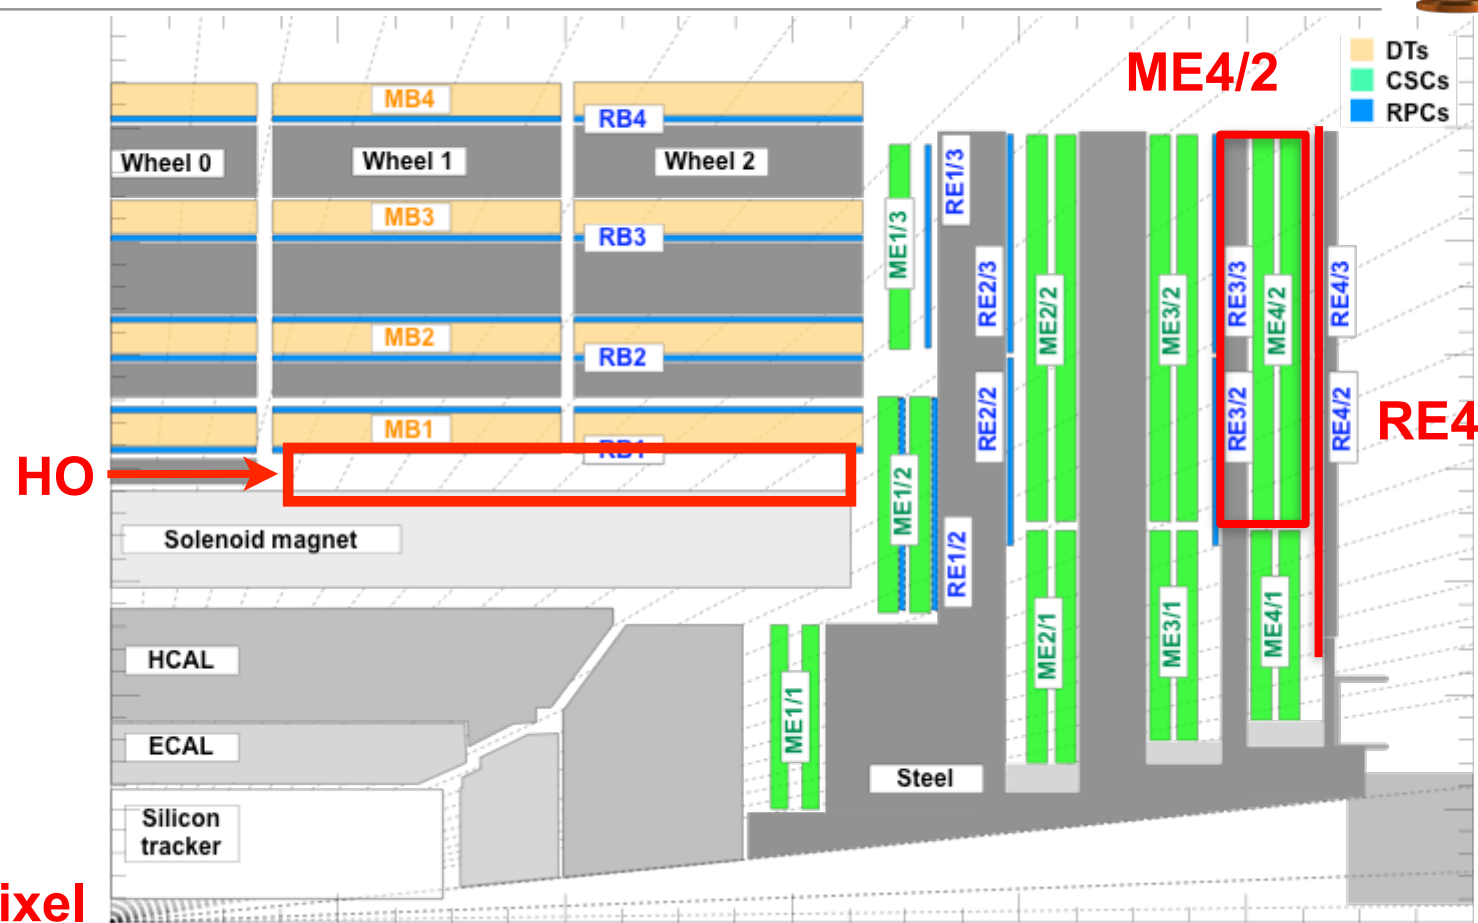 ME4/2
DTs
CSCs
RPCs
MB4
RB4
Wheel 0
Wheel 1
Wheel 2
RE1/3
MB3
RB3
ME1/3
RE2/3
ME2/2
ME3/2
RE3/3
ME4/2
RE4/3
MB2
RB2
MB1
RB1
RE2/2
RE3/2
RE4/2
RE4
HO
ME1/2
Solenoid magnet
RE1/2
HCAL
ME2/1
ME3/1
ME4/1
ECAL
ME1/1
Steel
Silicon
tracker
ixel